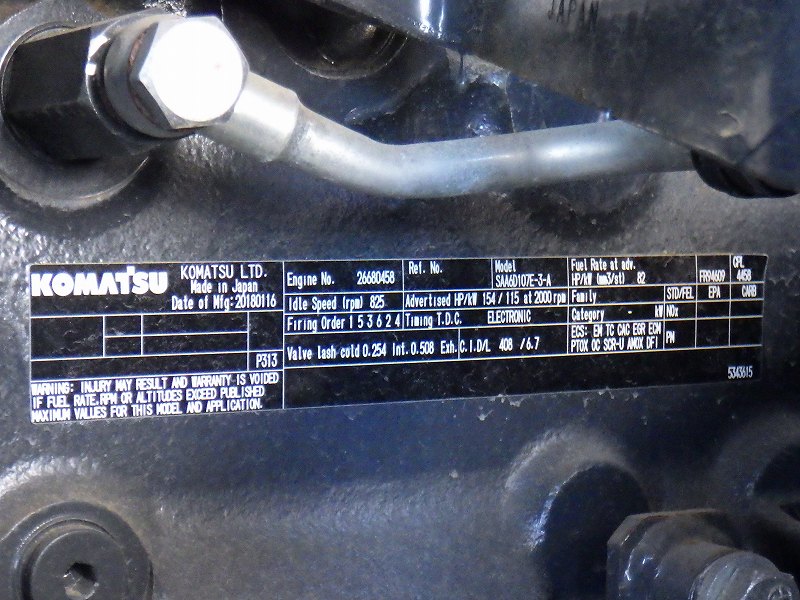 JAPAN
KOMATSU KOMATSU LTD.
Made in Japan
Date of Mfg:20180116
P313
WARNING: INJURY MAY RESULT AND WARRANTY IS VOIDED
IF FUEL RATE.RPM OR ALTITUDES EXCEED PUBLISHED
MAXIMUM VALUES FOR THIS MODEL AND APPLICATION.
Engine No. 26680458
Ref. No.
Model
SAA6D107E-3-A
Fuel Rate at adv.
HP/kW (mm3/st) 82
FR94609
CPL
4458
Idle Speed (rpm) 825
Advertised HP/kW 154 / 115 at 2000 rpm
Family
STD/FEL EPA CARB
Firing Order 1 5 3 6 2 4
Timing T.D.C. ELECTRONIC
Category - kW
NOx
Valve lash cold 0.254 Int. 0.508 Exh.
C.I.D/L 408 / 6.7
ECS: EM TC CAC EGR ECM
PTOX OC SCR-U AMOX DFI
PM
5343615